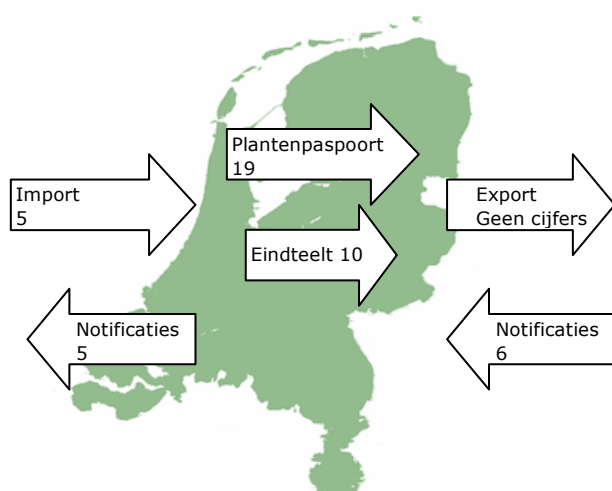 Plantenpaspoort
19
Import
5
Export
Geen cijfers
Eindteelt 10
Notificaties
5
Notificaties
6